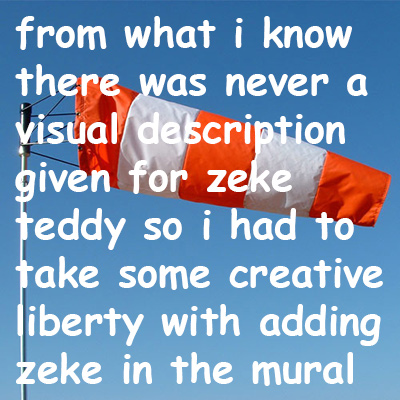 from what i know
there was never a
visual description
given for zeke
teddy so i had to
take some creative
liberty with adding
zeke in the mural